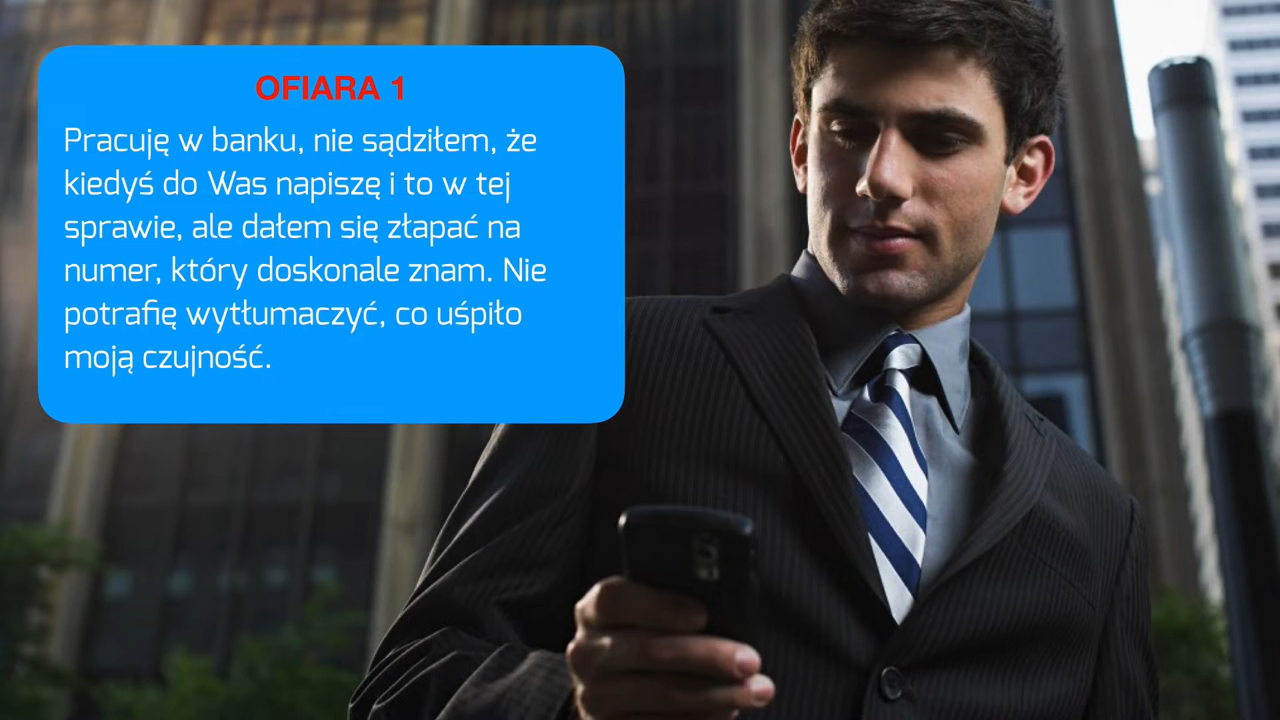 OFIARA 1
Pracuję w banku, nie sądziłem, że
kiedyś do Was napiszę i to w tej
sprawie, ale dałem się złapać na
numer, który doskonale znam. Nie
potrafię wytłumaczyć, co uśpiło
moją czujność.